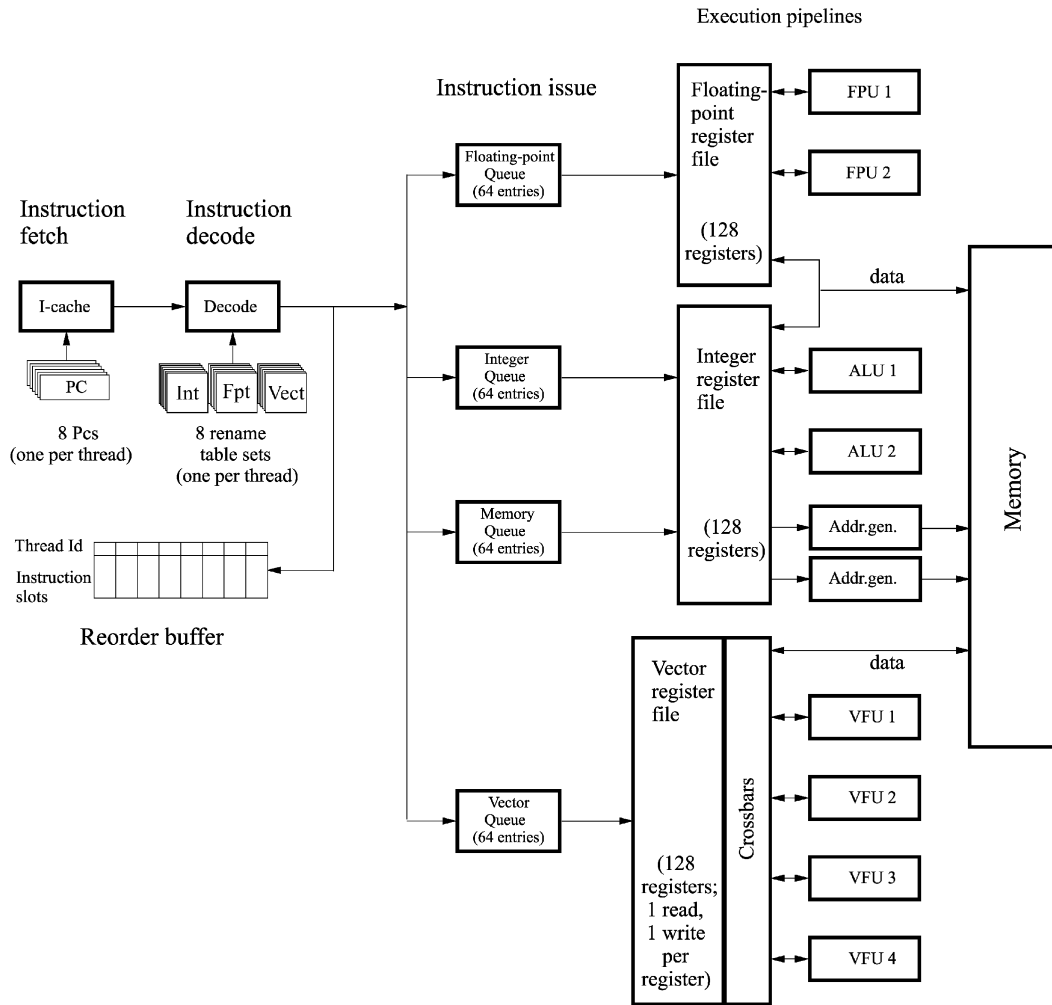 Execution pipelines
Instruction issue
Floating-
point
register
file
(128
registers)
FPU 1
FPU 2
Floating-point
Queue
(64 entries)
Instruction
fetch
Instruction
decode
I-cache
Decode
PC
Int
Fpt
Vect
8 Pcs
(one per thread)
8 rename
table sets
(one per thread)
data
Integer
Queue
(64 entries)
Integer
register
file
(128
registers)
ALU 1
ALU 2
Memory
Queue
(64 entries)
Addr.gen.
Addr.gen.
Memory
Thread Id
Instruction
slots
Reorder buffer
Vector
register
file
(128
registers;
1 read,
1 write
per
register)
Crossbars
data
VFU 1
VFU 2
VFU 3
VFU 4
Vector
Queue
(64 entries)